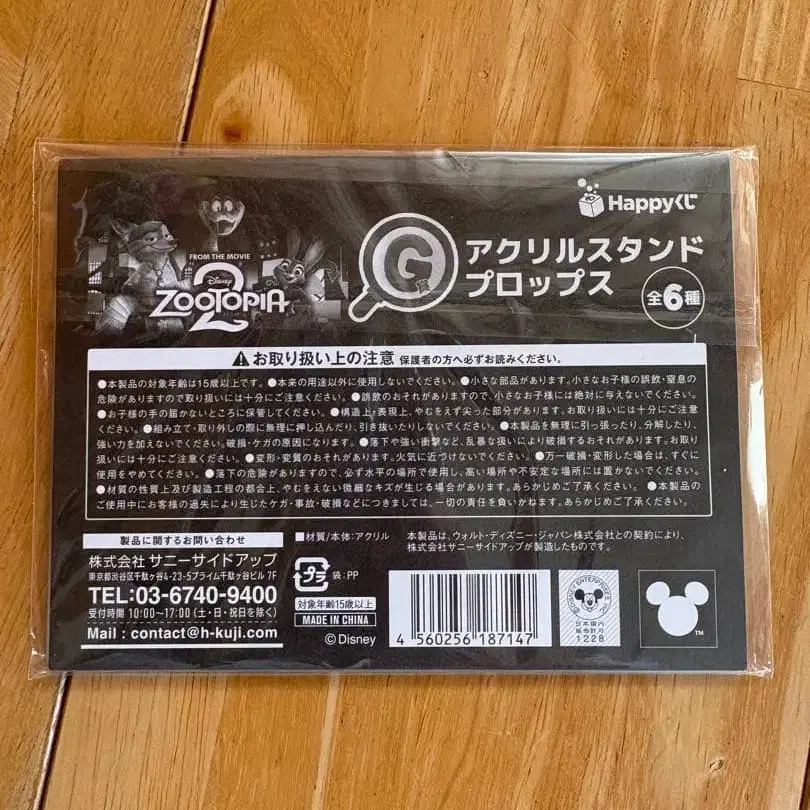 Happyくじ
FROM THE MOVIE
Disney
ZOOTOPIA
2
G賞
アクリルスタンド
プロップス
全6種
お取り扱い上の注意 保護者の方へ必ずお読みください。
●本製品の対象年齢は15歳以上です。●本来の用途以外に使用しないでください。●小さな部品があります。小さなお子様の誤飲・窒息の
危険がありますので取り扱いには十分にご注意ください。●誤飲のおそれがありますので、小さなお子様には絶対に与えないでください。
●お子様の手の届かないところに保管してください。●構造上・表現上、やむをえず尖った部分があります。お取り扱いには十分にご注意
ください。●組み立て・取り外しの際に無理に押し込んだり、引き抜いたりしないでください。●本製品を無理に引っ張ったり、分解したり、
強い力を加えないでください。破損・ケガの原因になります。●落下や強い衝撃など、乱暴な扱いにより破損するおそれがあります。お取り
扱いには十分にご注意ください。●変形・変質のおそれがあります。火気に近づけないでください。●万一破損・変形した場合は、すぐに
使用をやめてください。●落下の危険がありますので、必ず水平の場所で使用し、高い場所や不安定な場所には置かないでください。
●材質の性質上及び製造工程の都合上、やむをえない微細なキズが生じる場合があります。あらかじめご了承ください。●本製品の
ご使用中にお客様の過失により生じたケガ・事故・破損などにつきましては、一切の責任を負いかねます。あらかじめご了承ください。
製品に関するお問い合わせ
株式会社 サニーサイドアップ
東京都渋谷区千駄ヶ谷4-23-5プライム千駄ヶ谷ビル 7F
TEL:03-6740-9400
受付時間 10:00〜17:00(土・日・祝日を除く)
Mail : contact@h-kuji.com
■材質/本体:アクリル
プラ
袋:PP
対象年齢15歳以上
MADE IN CHINA
©Disney
本製品は、ウォルト・ディズニー・ジャパン株式会社との契約により、
株式会社サニーサイドアップが製造したものです。
4 560256 187147
©DISNEY ENTERPRISES INC.
日本国内
販売許可
1228
TM